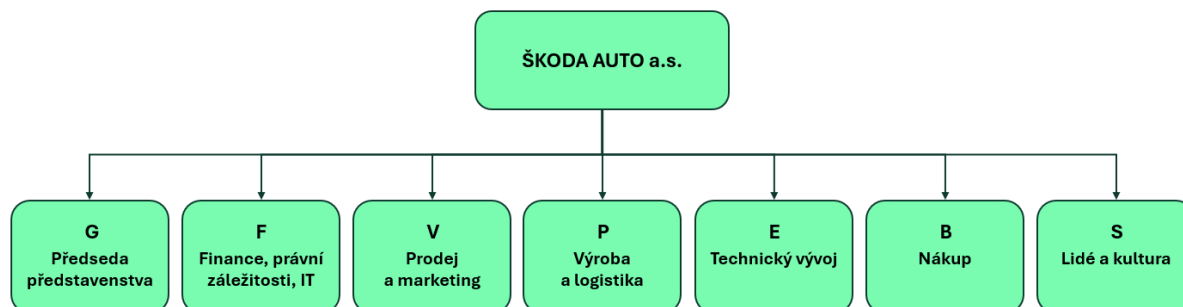 ŠKODA AUTO a.s.
G
Předseda
představenstva
F
Finance, právní
záležitosti, IT
V
Prodej
a marketing
P
Výroba
a logistika
E
Technický vývoj
B
Nákup
S
Lidé a kultura